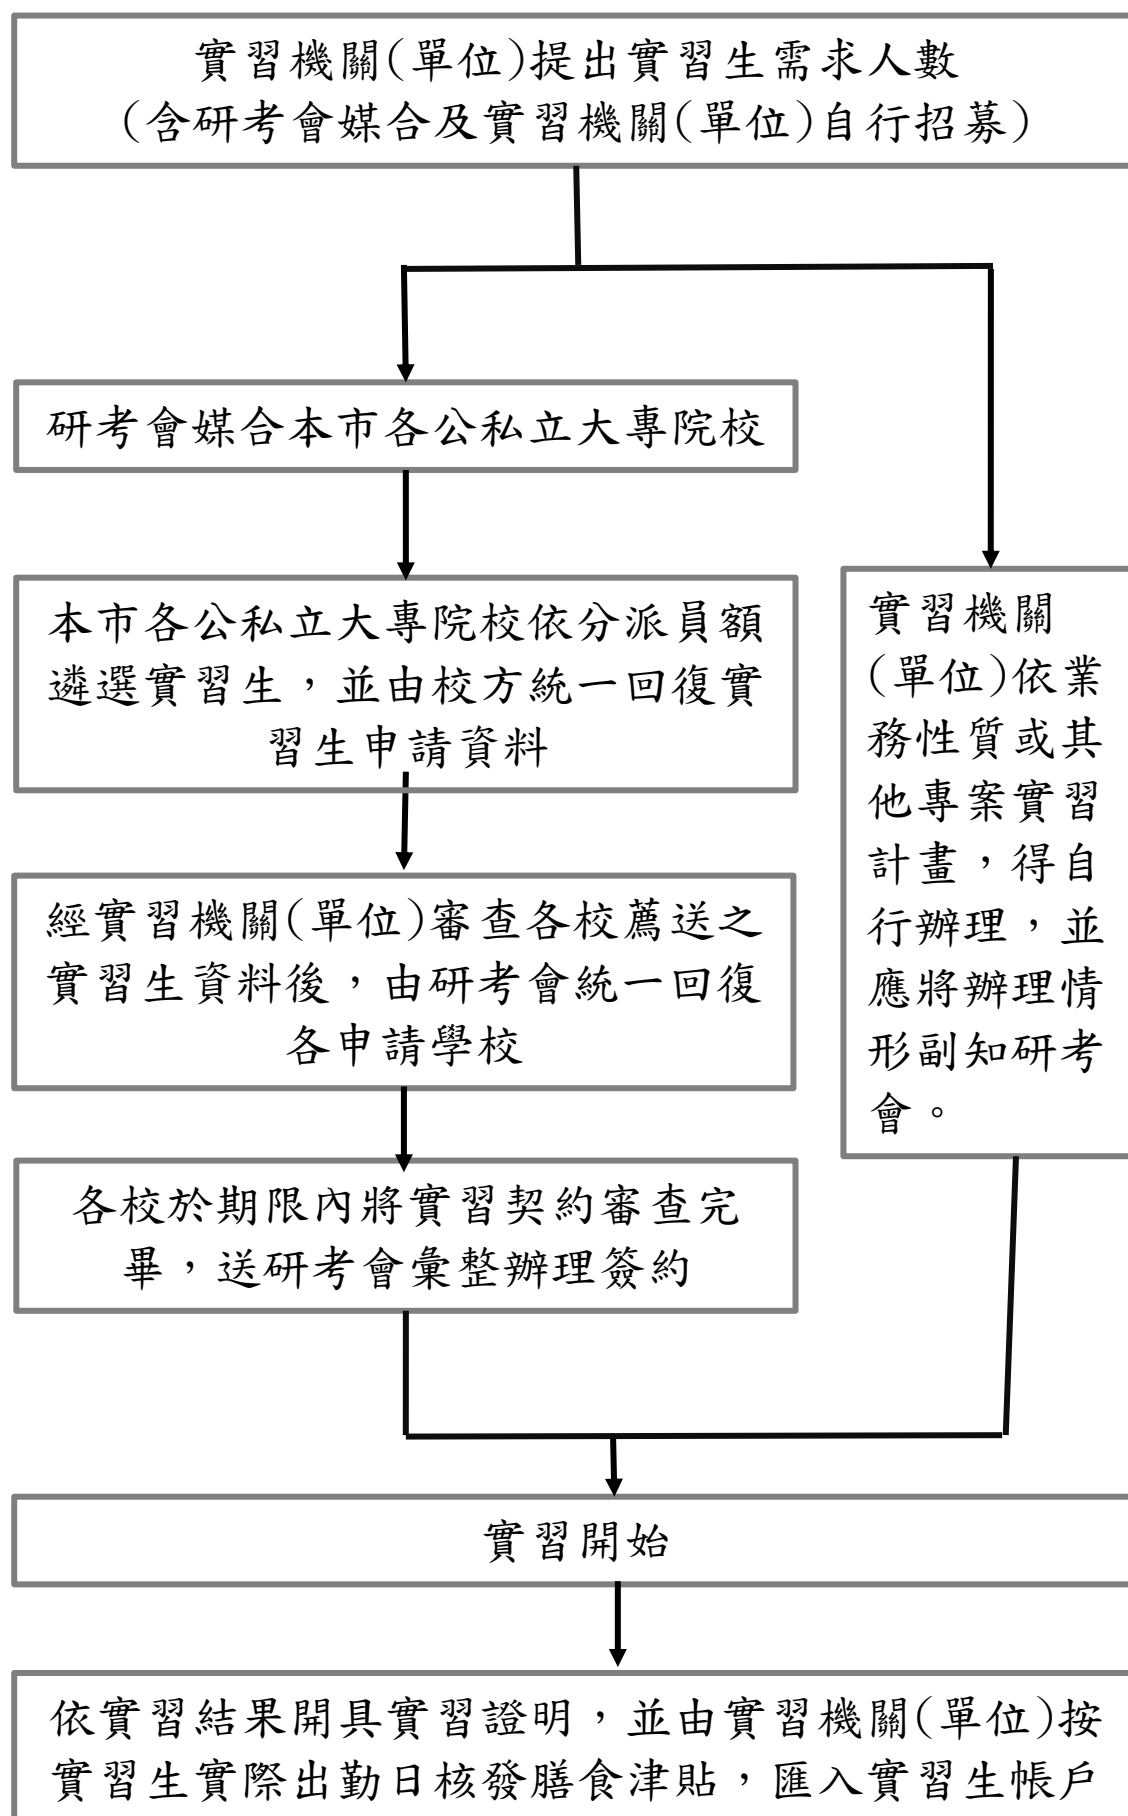 實習機關(單位)提出實習生需求人數
(含研考會媒合及實習機關(單位)自行招募)
研考會媒合本市各公私立大專院校
本市各公私立大專院校依分派員額
遴選實習生，並由校方統一回復實
習生申請資料
經實習機關(單位)審查各校薦送之
實習生資料後，由研考會統一回復
各申請學校
各校於期限內將實習契約審查完
畢，送研考會彙整辦理簽約
實習機關
(單位)依業
務性質或其
他專案實習
計畫，得自
行辦理，並
應將辦理情
形副知研考
會。
實習開始
依實習結果開具實習證明，並由實習機關(單位)按
實習生實際出勤日核發膳食津貼，匯入實習生帳戶